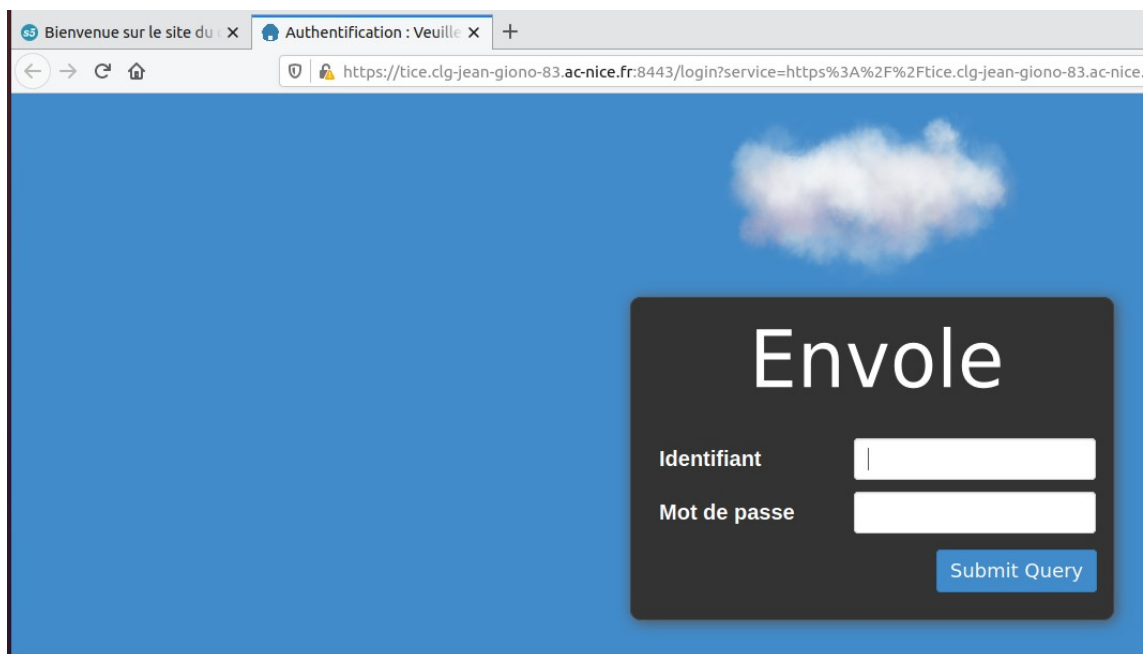 s5 Bienvenue sur le site du Authentification : Veuille
https://tice.clg-jean-giono-83.ac-nice.fr:8443/login?service=https%3A%2F%2Ftice.clg-jean-giono-83.ac-nice.
Envole
Identifiant
Mot de passe
Submit Query